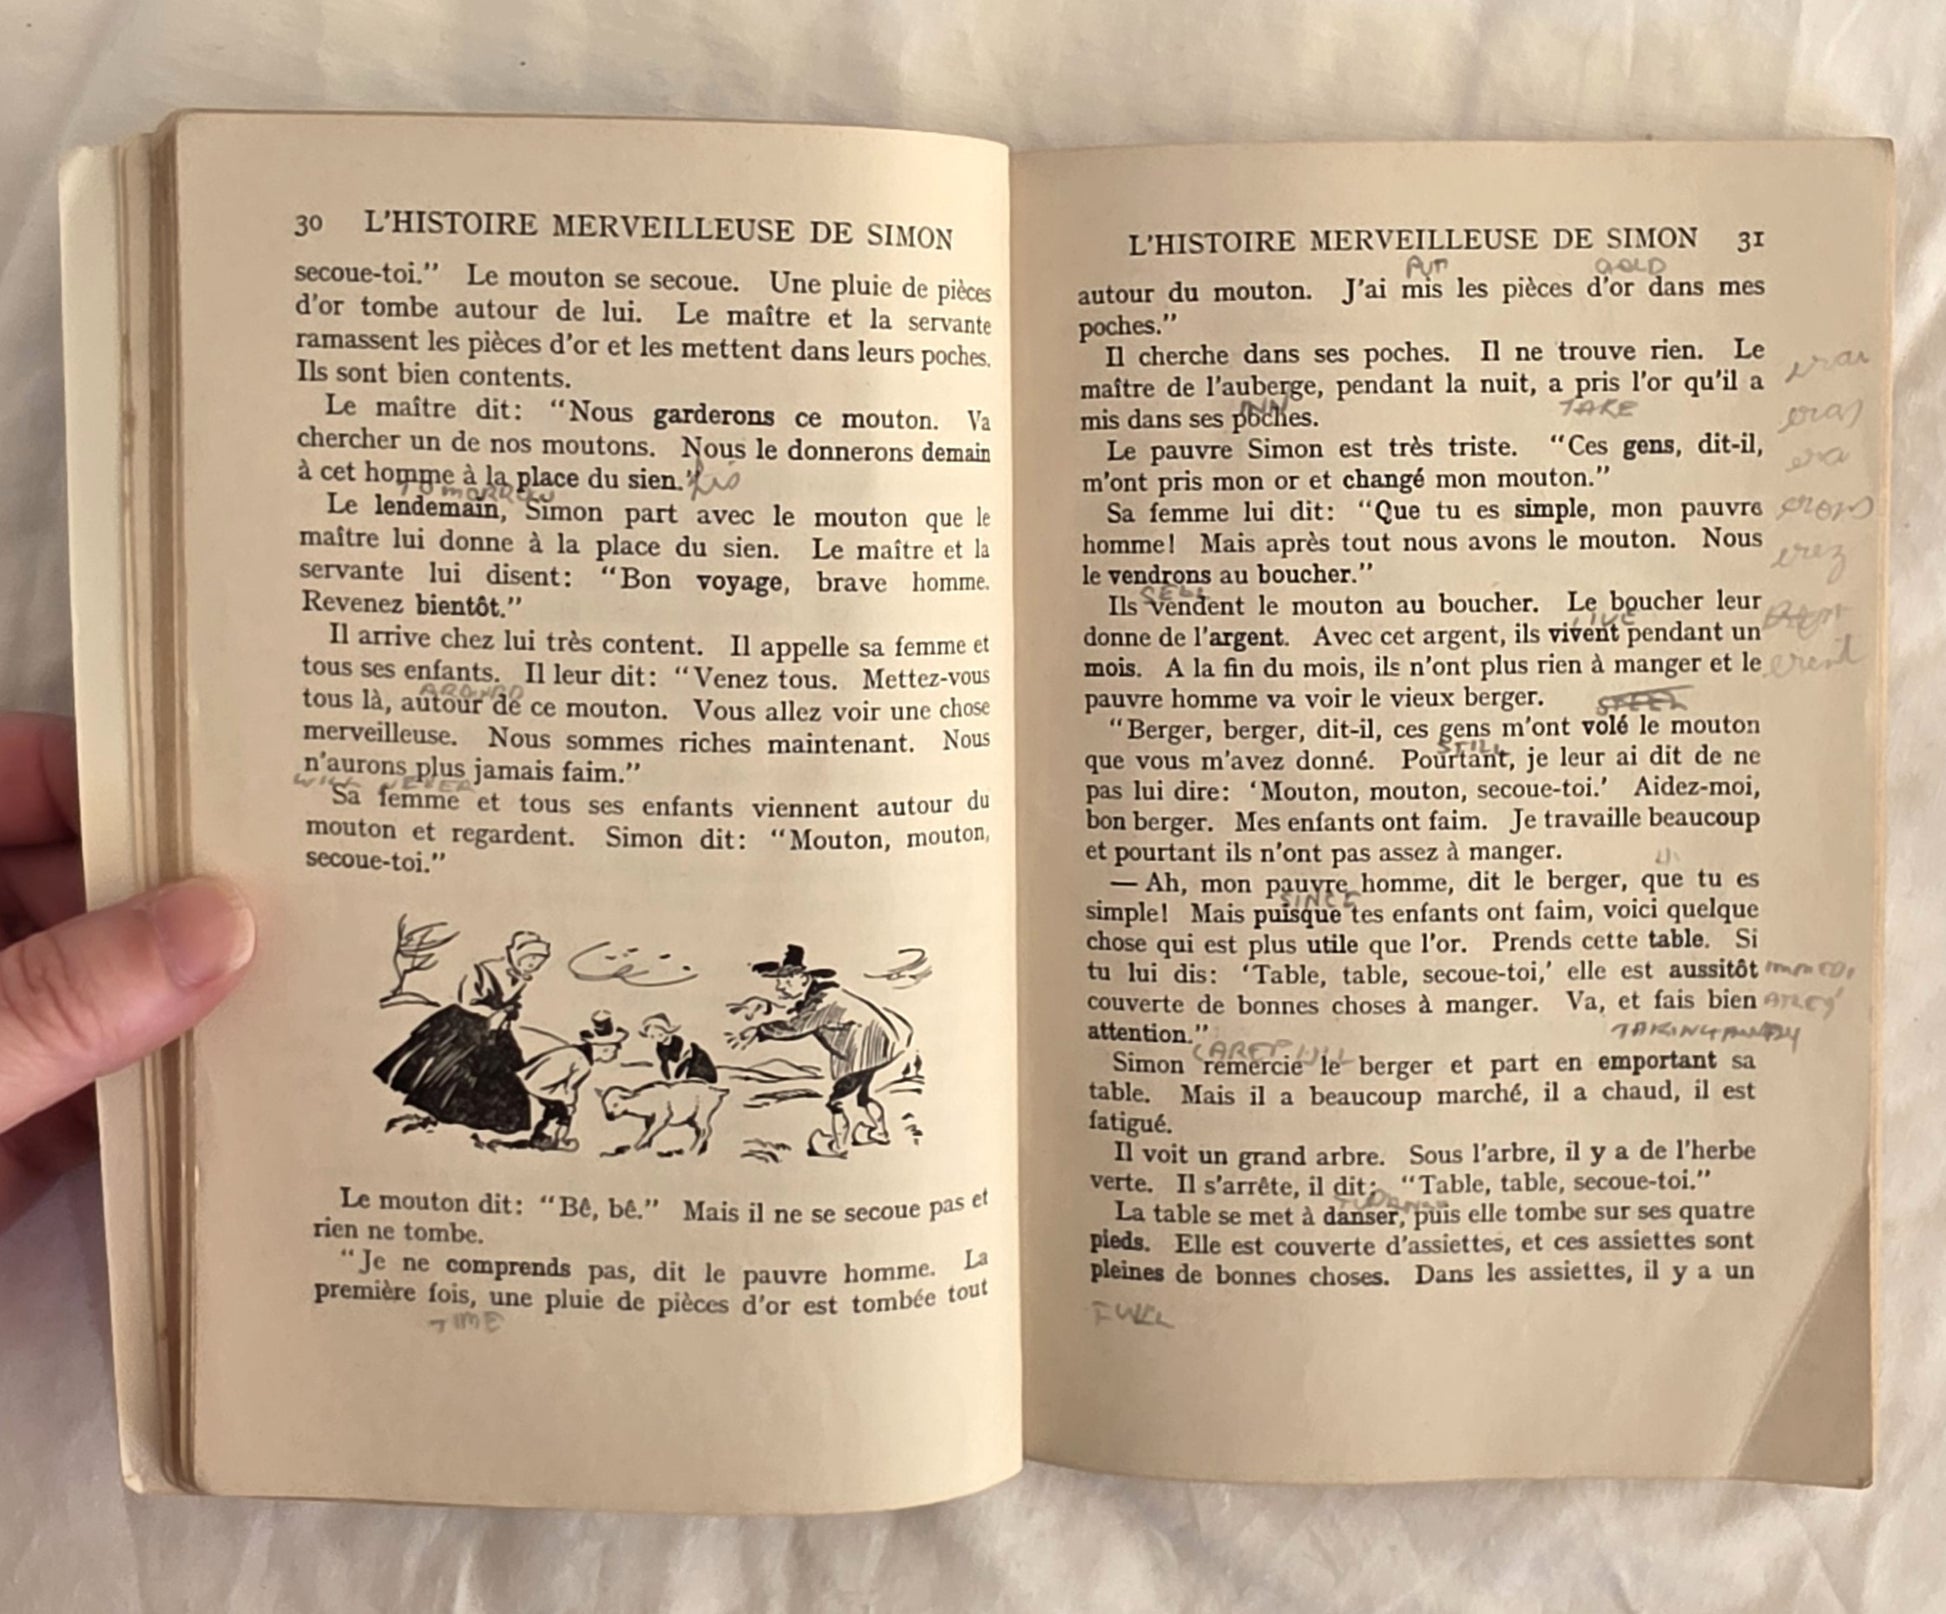 30 L'HISTOIRE MERVEILLEUSE DE SIMON
secoue-toi." Le mouton se secoue. Une pluie de pièces
d'or tombe autour de lui. Le maître et la servante
ramassent les pièces d'or et les mettent dans leurs poches.
Ils sont bien contents.
Le maître dit: "Nous garderons ce mouton. Va
chercher un de nos moutons. Nous le donnerons demain
à cet homme à la place du sien." his
TOMORROW
Le lendemain, Simon part avec le mouton que le
maître lui donne à la place du sien. Le maître et la
servante lui disent: "Bon voyage, brave homme.
Revenez bientôt."
Il arrive chez lui très content. Il appelle sa femme et
tous ses enfants. Il leur dit: "Venez tous. Mettez-vous
AROUND
tous là, autour de ce mouton. Vous allez voir une chose
merveilleuse. Nous sommes riches maintenant. Nous
n'aurons plus jamais faim."
WILL NEVER
Sa femme et tous ses enfants viennent autour du
mouton et regardent. Simon dit: "Mouton, mouton,
secoue-toi."
Le mouton dit: "Bê, bê." Mais il ne se secoue pas et
rien ne tombe.
"Je ne comprends pas, dit le pauvre homme. La
première fois, une pluie de pièces d'or est tombée tout
TIME
L'HISTOIRE MERVEILLEUSE DE SIMON 31
PUT GOLD
autour du mouton. J'ai mis les pièces d'or dans mes
poches."
Il cherche dans ses poches. Il ne trouve rien. Le
erai
maître de l'auberge, pendant la nuit, a pris l'or qu'il a
INN TAKE
mis dans ses poches.
eras
Le pauvre Simon est très triste. "Ces gens, dit-il,
era
m'ont pris mon or et changé mon mouton."
Sa femme lui dit: "Que tu es simple, mon pauvre
erons
homme! Mais après tout nous avons le mouton. Nous
erez
le vendrons au boucher."
SELL
Ils vendent le mouton au boucher. Le boucher leur
LIVE
donne de l'argent. Avec cet argent, ils vivent pendant un
mois. A la fin du mois, ils n'ont plus rien à manger et le
eront
pauvre homme va voir le vieux berger.
"Berger, berger, dit-il, ces gens m'ont volé le mouton
STILL
que vous m'avez donné. Pourtant, je leur ai dit de ne
pas lui dire: 'Mouton, mouton, secoue-toi.' Aidez-moi,
bon berger. Mes enfants ont faim. Je travaille beaucoup
et pourtant ils n'ont pas assez à manger.
— Ah, mon pauvre homme, dit le berger, que tu es
SINCE
simple! Mais puisque tes enfants ont faim, voici quelque
chose qui est plus utile que l'or. Prends cette table. Si
tu lui dis: 'Table, table, secoue-toi,' elle est aussitôt
couverte de bonnes choses à manger. Va, et fais bien
attention."
TAKING AWAY
CAREFULL
Simon remercie le berger et part en emportant sa
table. Mais il a beaucoup marché, il a chaud, il est
fatigué.
Il voit un grand arbre. Sous l'arbre, il y a de l'herbe
verte. Il s'arrête, il dit: "Table, table, secoue-toi."
La table se met à danser, puis elle tombe sur ses quatre
pieds. Elle est couverte d'assiettes, et ces assiettes sont
pleines de bonnes choses. Dans les assiettes, il y a un
FULL